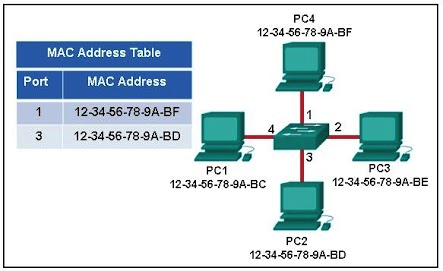 MAC Address Table
Port MAC Address
1 12-34-56-78-9A-BF
3 12-34-56-78-9A-BD
PC4
12-34-56-78-9A-BF
1
4
2
3
PC1
12-34-56-78-9A-BC
PC3
12-34-56-78-9A-BE
PC2
12-34-56-78-9A-BD